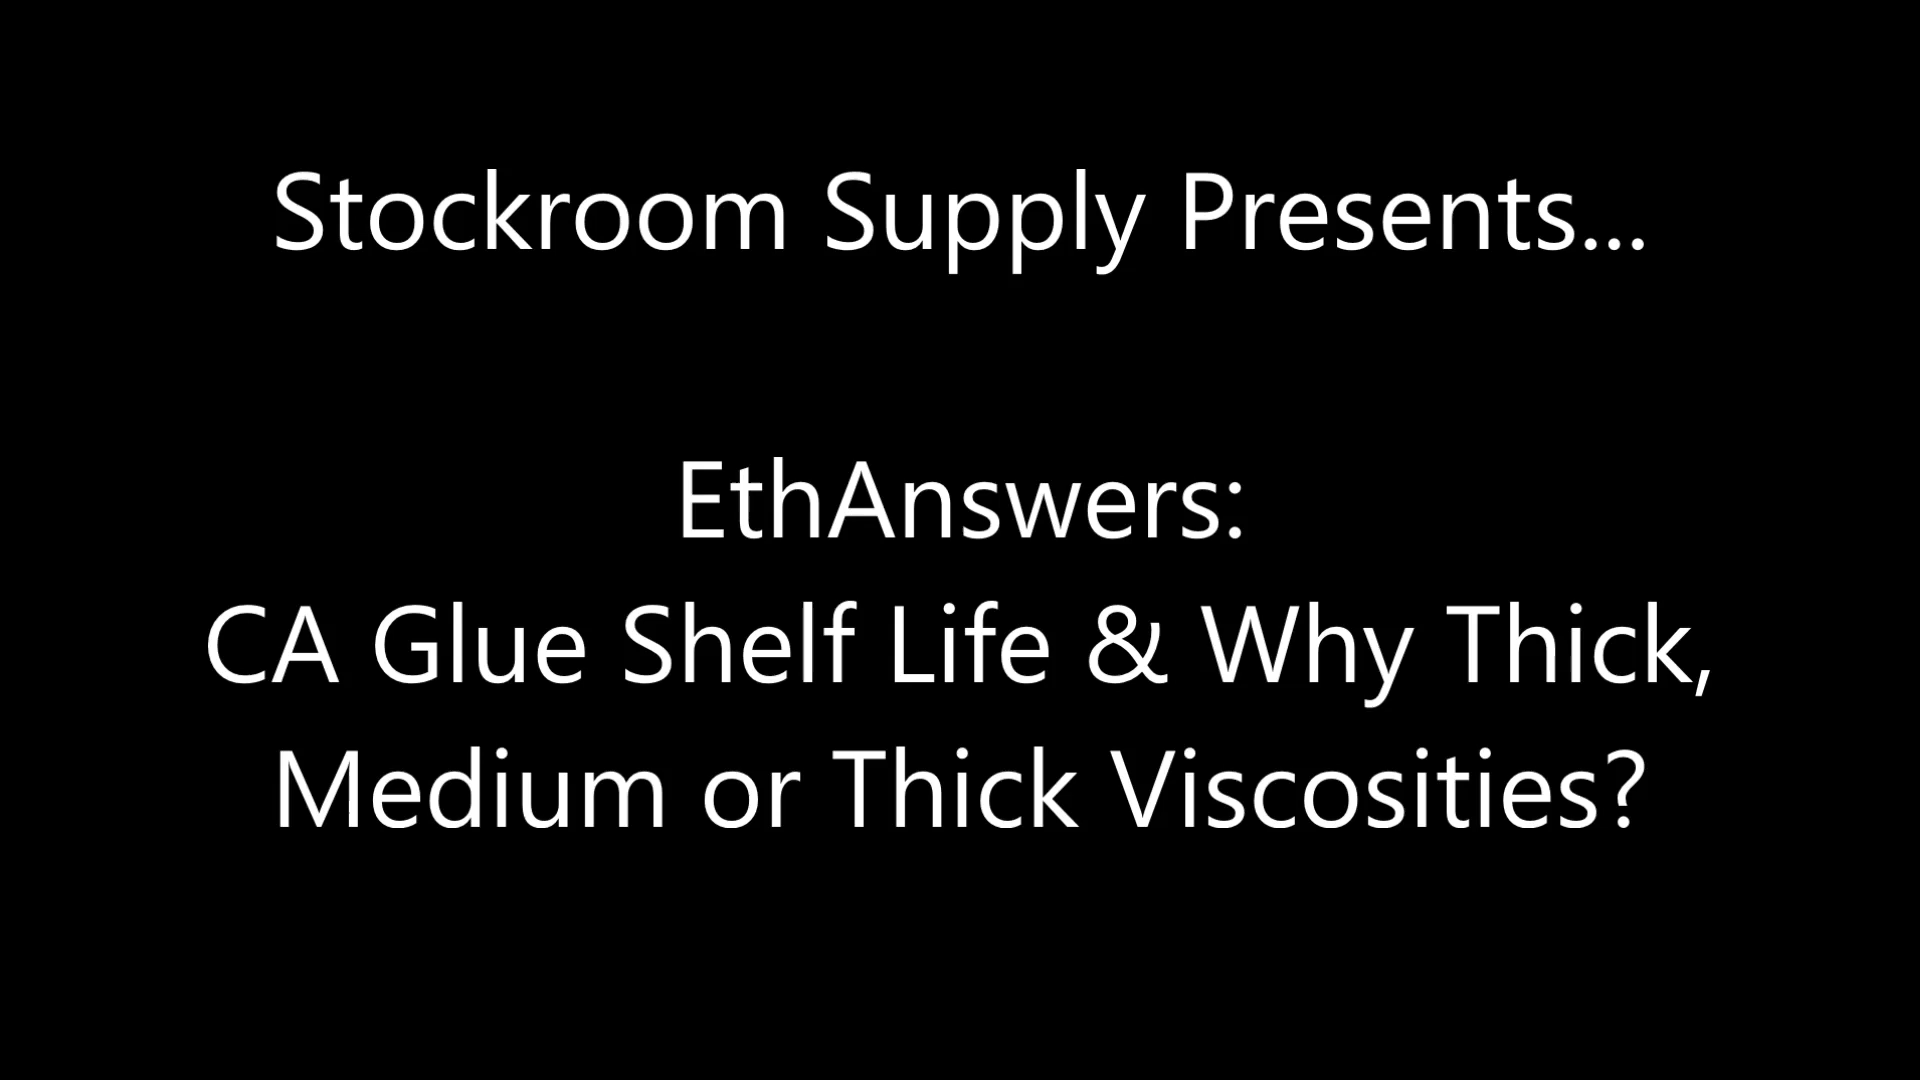 Stockroom Supply Presents...
EthAnswers:
CA Glue Shelf Life & Why Thick,
Medium or Thick Viscosities?